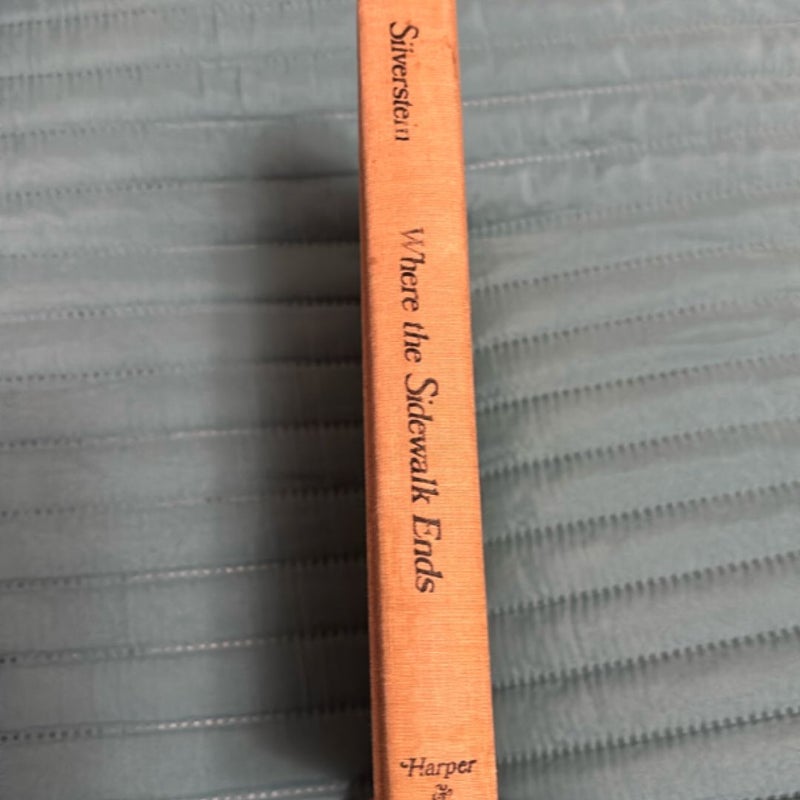 Silverstein
Where the Sidewalk Ends
Harper
&